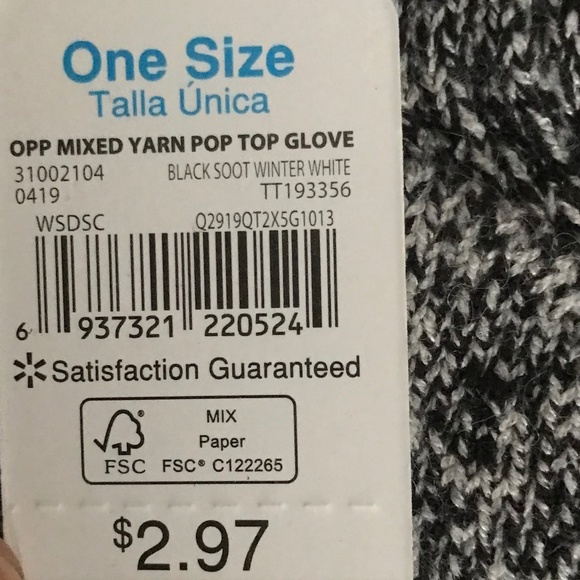 One Size
Talla Única
OPP MIXED YARN POP TOP GLOVE
31002104 BLACK SOOT WINTER WHITE
0419 TT193356
WSDSC Q2919QT2X5G1013
6 937321 220524
Satisfaction Guaranteed
MIX
Paper
FSC® C122265
FSC
$2.97